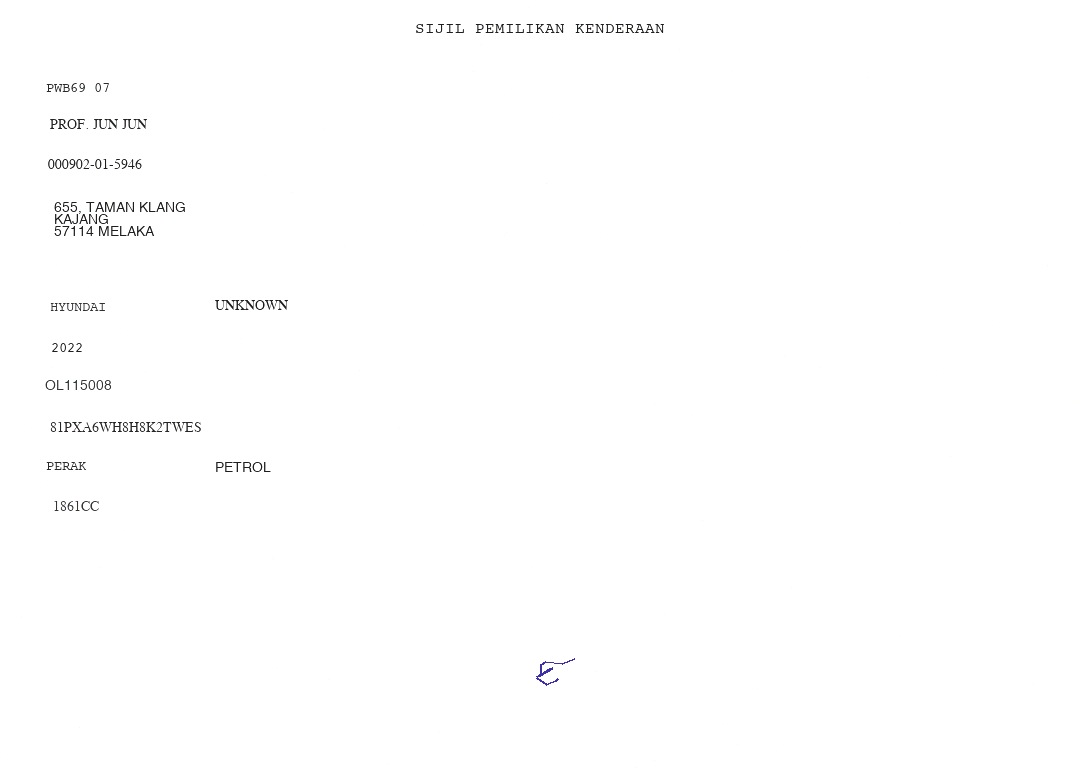 SIJIL PEMILIKAN KENDERAAN
PWB69 07
PROF. JUN JUN
000902-01-5946
655, TAMAN KLANG
KAJANG
57114 MELAKA
HYUNDAI UNKNOWN
2022
OL115008
81PXA6WH8H8K2TWES
PERAK PETROL
1861CC